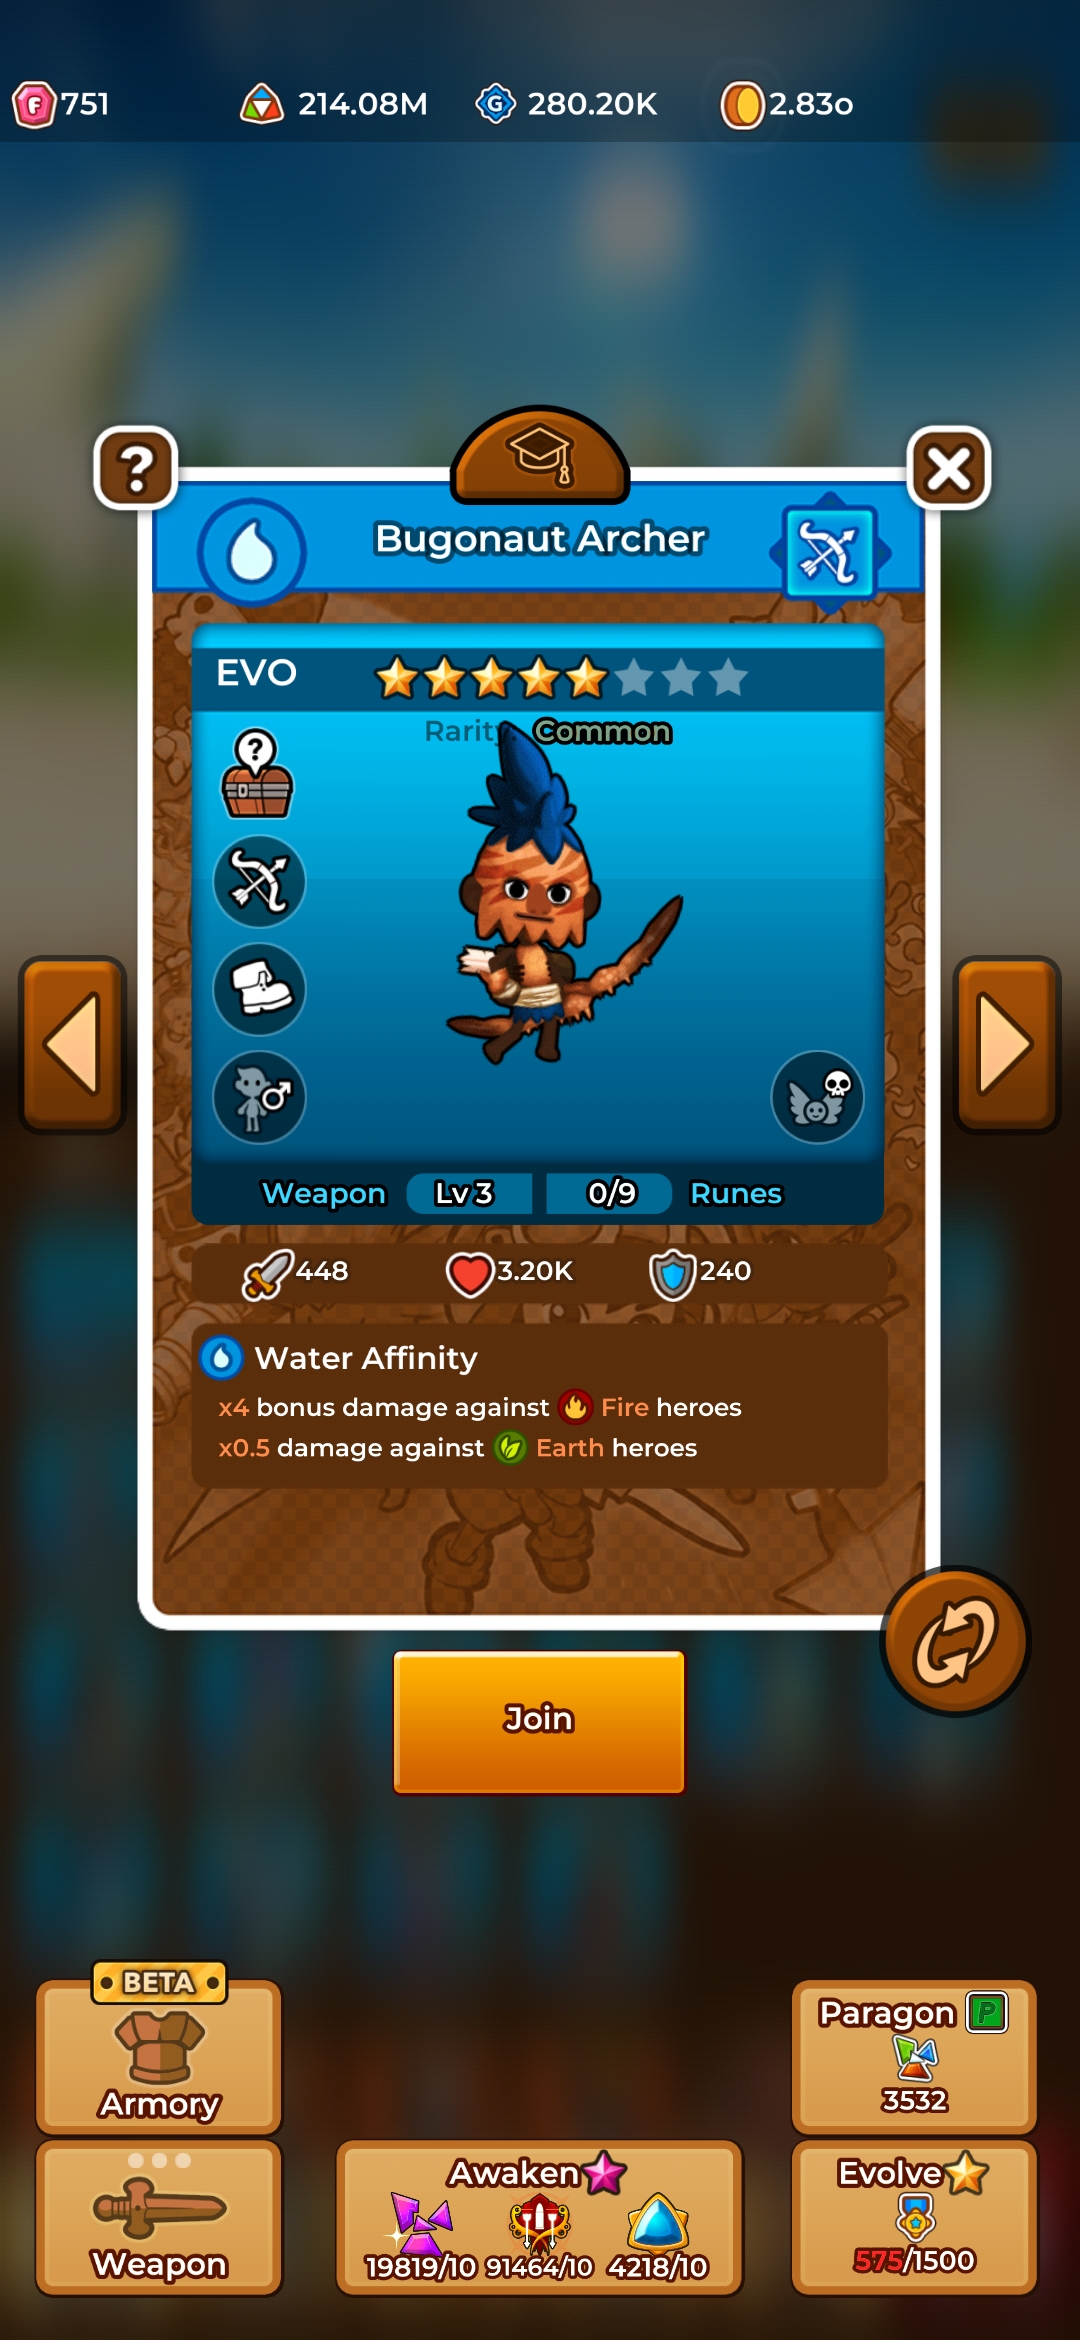 751 214.08M 280.20K 2.83o
?
Bugonaut Archer
EVO
Rarity: Common
?
Weapon Lv 3 0/9 Runes
448 3.20K 240
Water Affinity
x4 bonus damage against Fire heroes
x0.5 damage against Earth heroes
Join
BETA
Armory
Paragon P
3532
Weapon
Awaken
19819/10 91464/10 4218/10
Evolve
575/1500